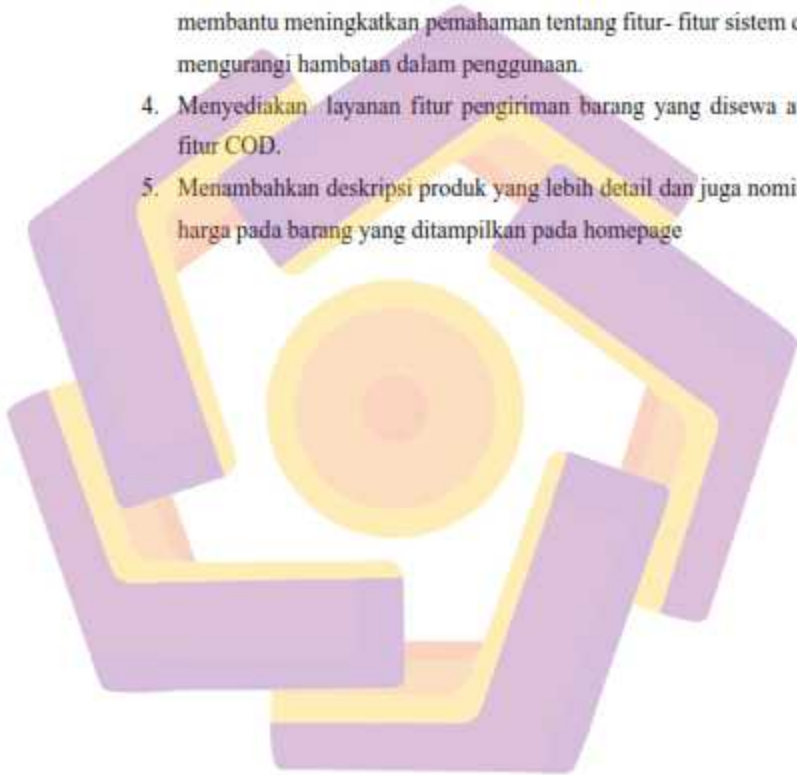 membantu meningkatkan pemahaman tentang fitur- fitur sistem
mengurangi hambatan dalam penggunaan.
4. Menyediakan layanan fitur pengiriman barang yang disewa
fitur COD.
5. Menambahkan deskripsi produk yang lebih detail dan juga
harga pada barang yang ditampilkan pada homepage